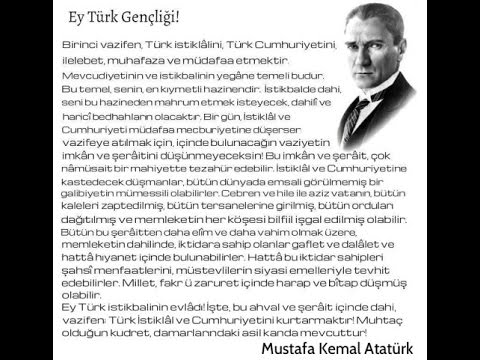 Ey Türk Gençliği!
Birinci vazifen, Türk istiklâlini, Türk Cumhuriyetini,
ilelebet, muhafaza ve müdafaa etmektir.
Mevcudiyetinin ve istikbalinin yegâne temeli budur.
Bu temel, senin, en kıymetli hazinendir. İstikbalde dahi,
seni bu hazineden mahrum etmek isteyecek, dahilî ve
haricî bedhahların olacaktır. Bir gün, İstiklâl ve
Cumhuriyeti müdafaa mecburiyetine düşersen,
vazifeye atılmak için, içinde bulunacağın vaziyetin
imkân ve şerâitini düşünmeyeceksin! Bu imkân ve şerâit, çok
nâmüsait bir mahiyette tezahür edebilir. İstiklâl ve Cumhuriyetine
kastedecek düşmanlar, bütün dünyada emsali görülmemiş bir
galibiyetin mümessili olabilirler. Cebren ve hile ile aziz vatanın, bütün
kaleleri zaptedilmiş, bütün tersanelerine girilmiş, bütün orduları
dağıtılmış ve memleketin her köşesi bilfiil işgal edilmiş olabilir.
Bütün bu şerâitten daha elîm ve daha vahim olmak üzere,
memleketin dahilinde, iktidara sahip olanlar gaflet ve dalâlet ve
hattâ hıyanet içinde bulunabilirler. Hattâ bu iktidar sahipleri
şahsî menfaatlerini, müstevlilerin siyasi emelleriyle tevhit
edebilirler. Millet, fakr ü zaruret içinde harap ve bîtap düşmüş
olabilir.
Ey Türk istikbalinin evlâdı! İşte, bu ahval ve şerâit içinde dahi,
vazifen; Türk İstiklâl ve Cumhuriyetini kurtarmaktır! Muhtaç
olduğun kudret, damarlarındaki asil kanda mevcuttur!
Mustafa Kemal Atatürk